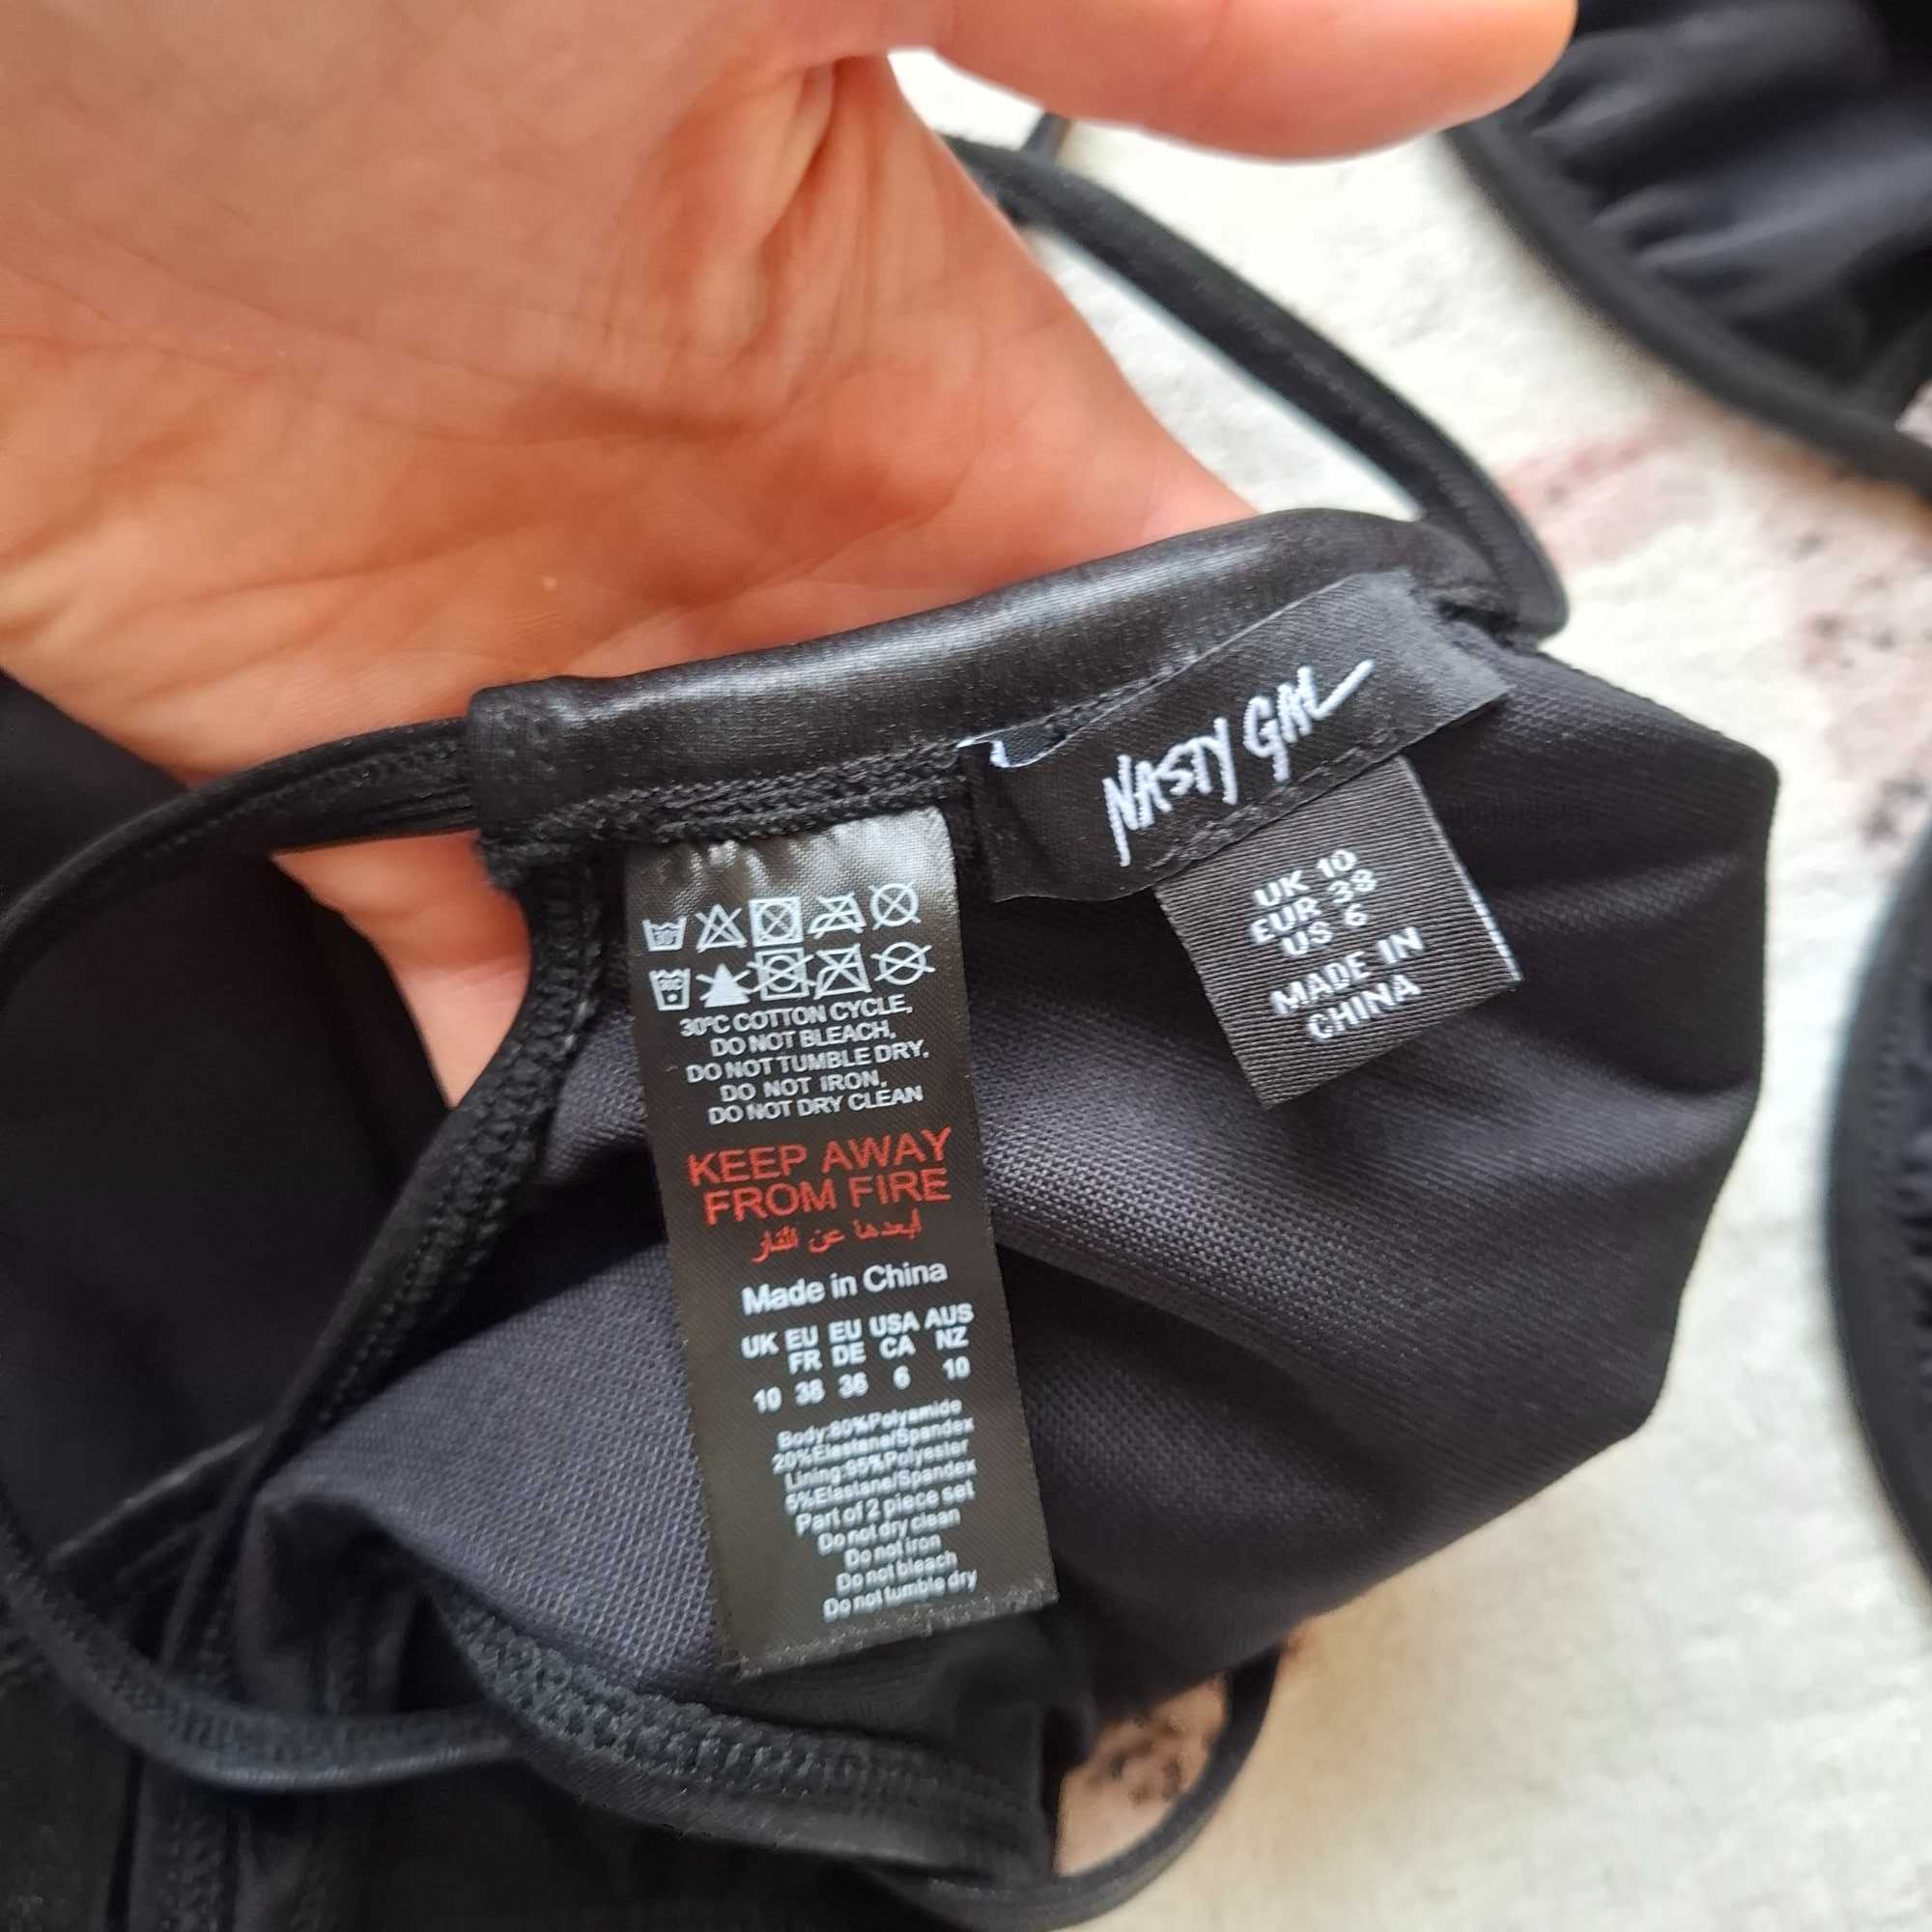 NASTY GAL
UK 10
EUR 38
US 6
MADE IN
CHINA
30°C COTTON CYCLE,
DO NOT BLEACH,
DO NOT TUMBLE DRY,
DO NOT IRON,
DO NOT DRY CLEAN
KEEP AWAY
FROM FIRE
أبعدها عن النار
Made in China
UK EU EU USA AUS
FR DE CA NZ
10 38 36 6 10
Body:80%Polyamide
20%Elastane/Spandex
Lining:95%Polyester
5%Elastane/Spandex
Part of 2 piece set
Do not dry clean
Do not iron
Do not bleach
Do not tumble dry